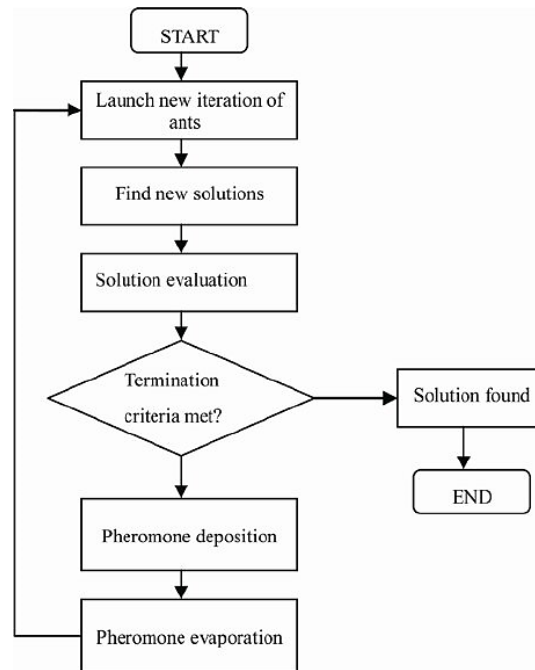 START
Launch new iteration of
ants
Find new solutions
Solution evaluation
Termination
criteria met?
Solution found
END
Pheromone deposition
Pheromone evaporation